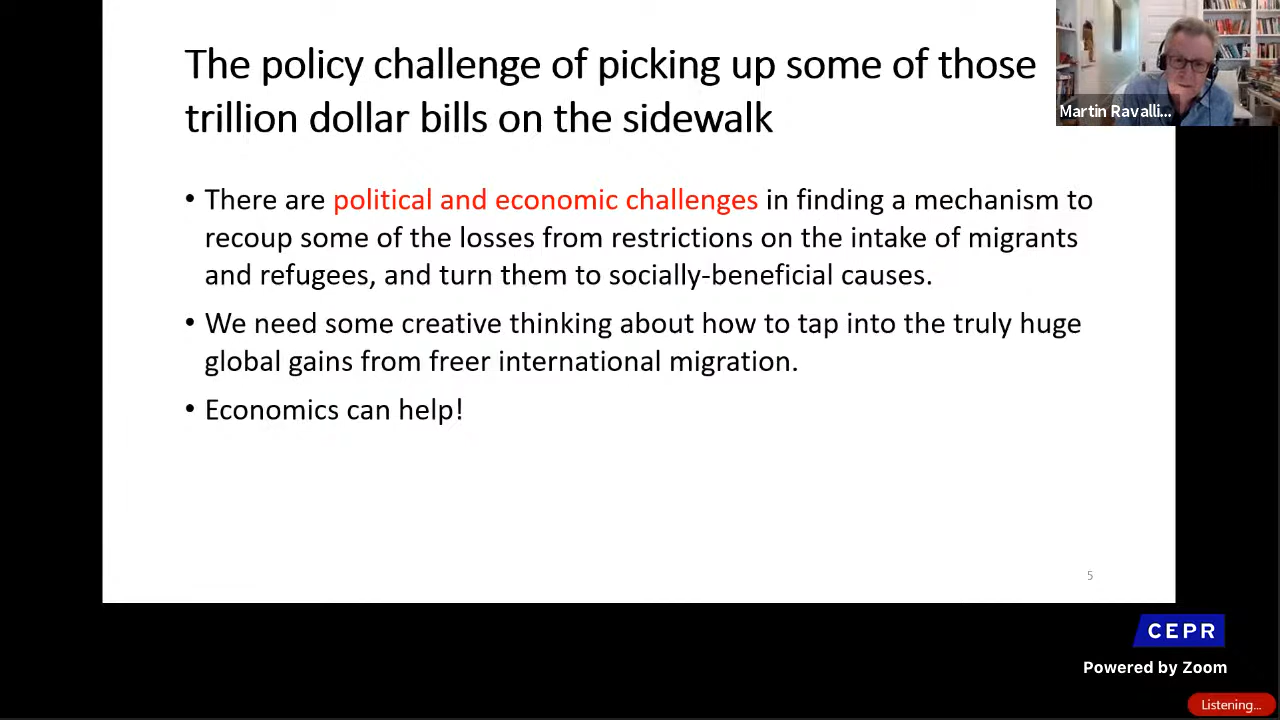 The policy challenge of picking up some of those
trillion dollar bills on the sidewalk
Martin Ravalli...
• There are political and economic challenges in finding a mechanism to
recoup some of the losses from restrictions on the intake of migrants
and refugees, and turn them to socially-beneficial causes.
• We need some creative thinking about how to tap into the truly huge
global gains from freer international migration.
• Economics can help!
5
CEPR
Powered by Zoom
Listening...